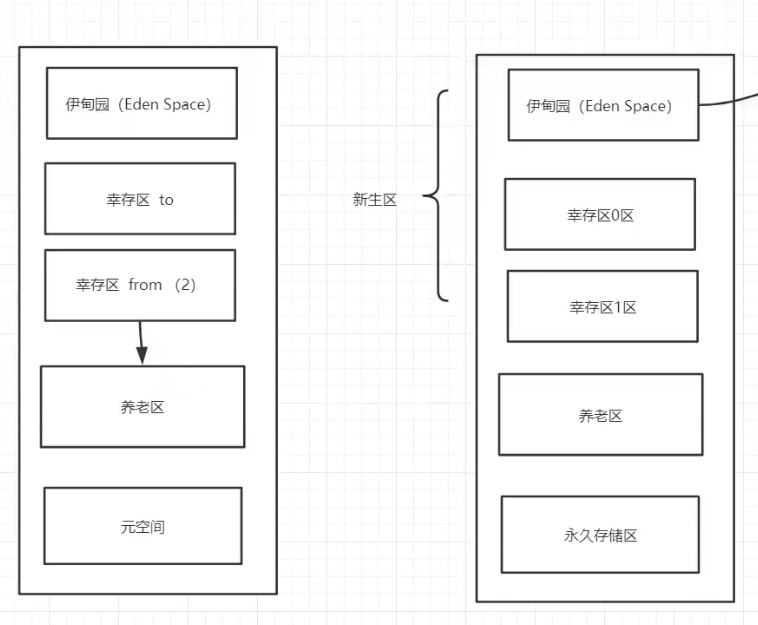 伊甸园（Eden Space）
幸存区 to
幸存区 from （2）
养老区
元空间
新生区
伊甸园（Eden Space）
幸存区0区
幸存区1区
养老区
永久存储区